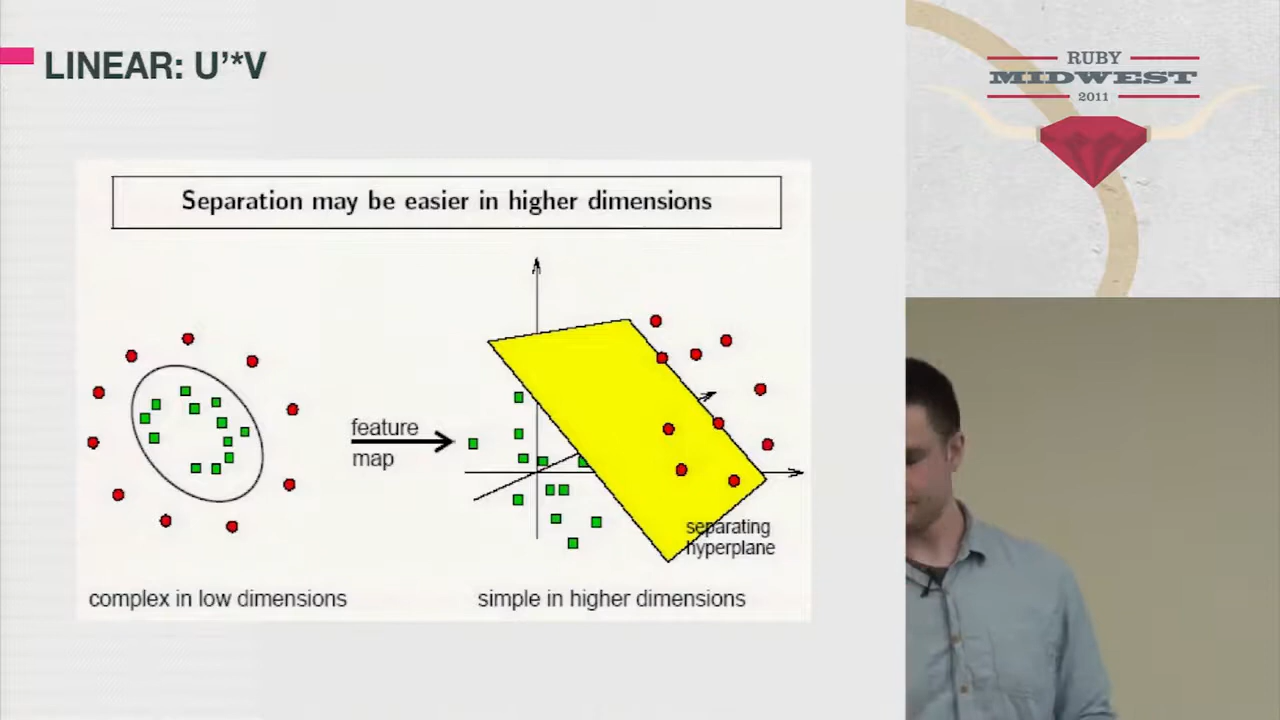 LINEAR: U'*V
Separation may be easier in higher dimensions
feature
map
separating
hyperplane
complex in low dimensions
simple in higher dimensions
RUBY
MIDWEST
2011